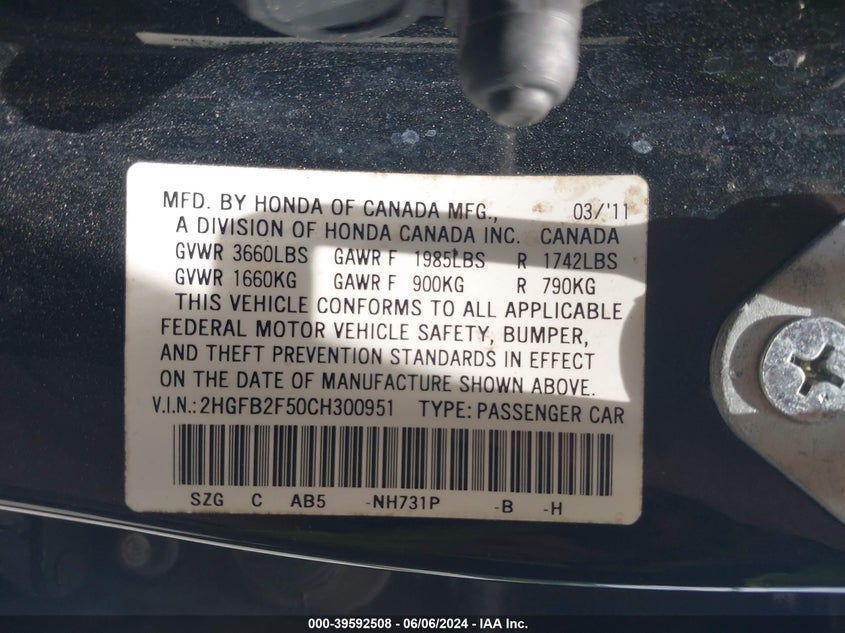 MFD. BY HONDA OF CANADA MFG., 03/'11
A DIVISION OF HONDA CANADA INC. CANADA
GVWR 3660LBS GAWR F 1985LBS R 1742LBS
GVWR 1660KG GAWR F 900KG R 790KG
THIS VEHICLE CONFORMS TO ALL APPLICABLE
FEDERAL MOTOR VEHICLE SAFETY, BUMPER,
AND THEFT PREVENTION STANDARDS IN EFFECT
ON THE DATE OF MANUFACTURE SHOWN ABOVE.
V.I.N.:2HGFB2F50CH300951 TYPE: PASSENGER CAR
SZG C AB5 -NH731P -B -H
000-39592508 - 06/06/2024 - IAA Inc.